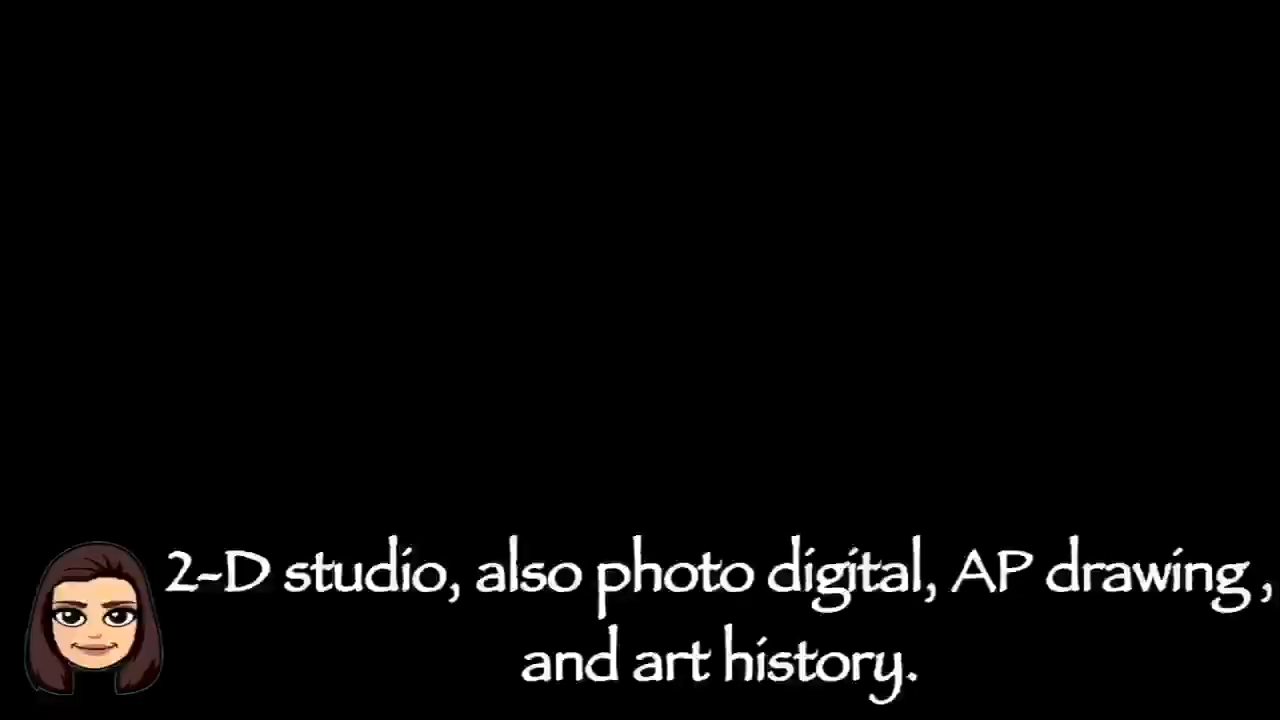 2-D studio, also photo digital, AP drawing ,
and art history.